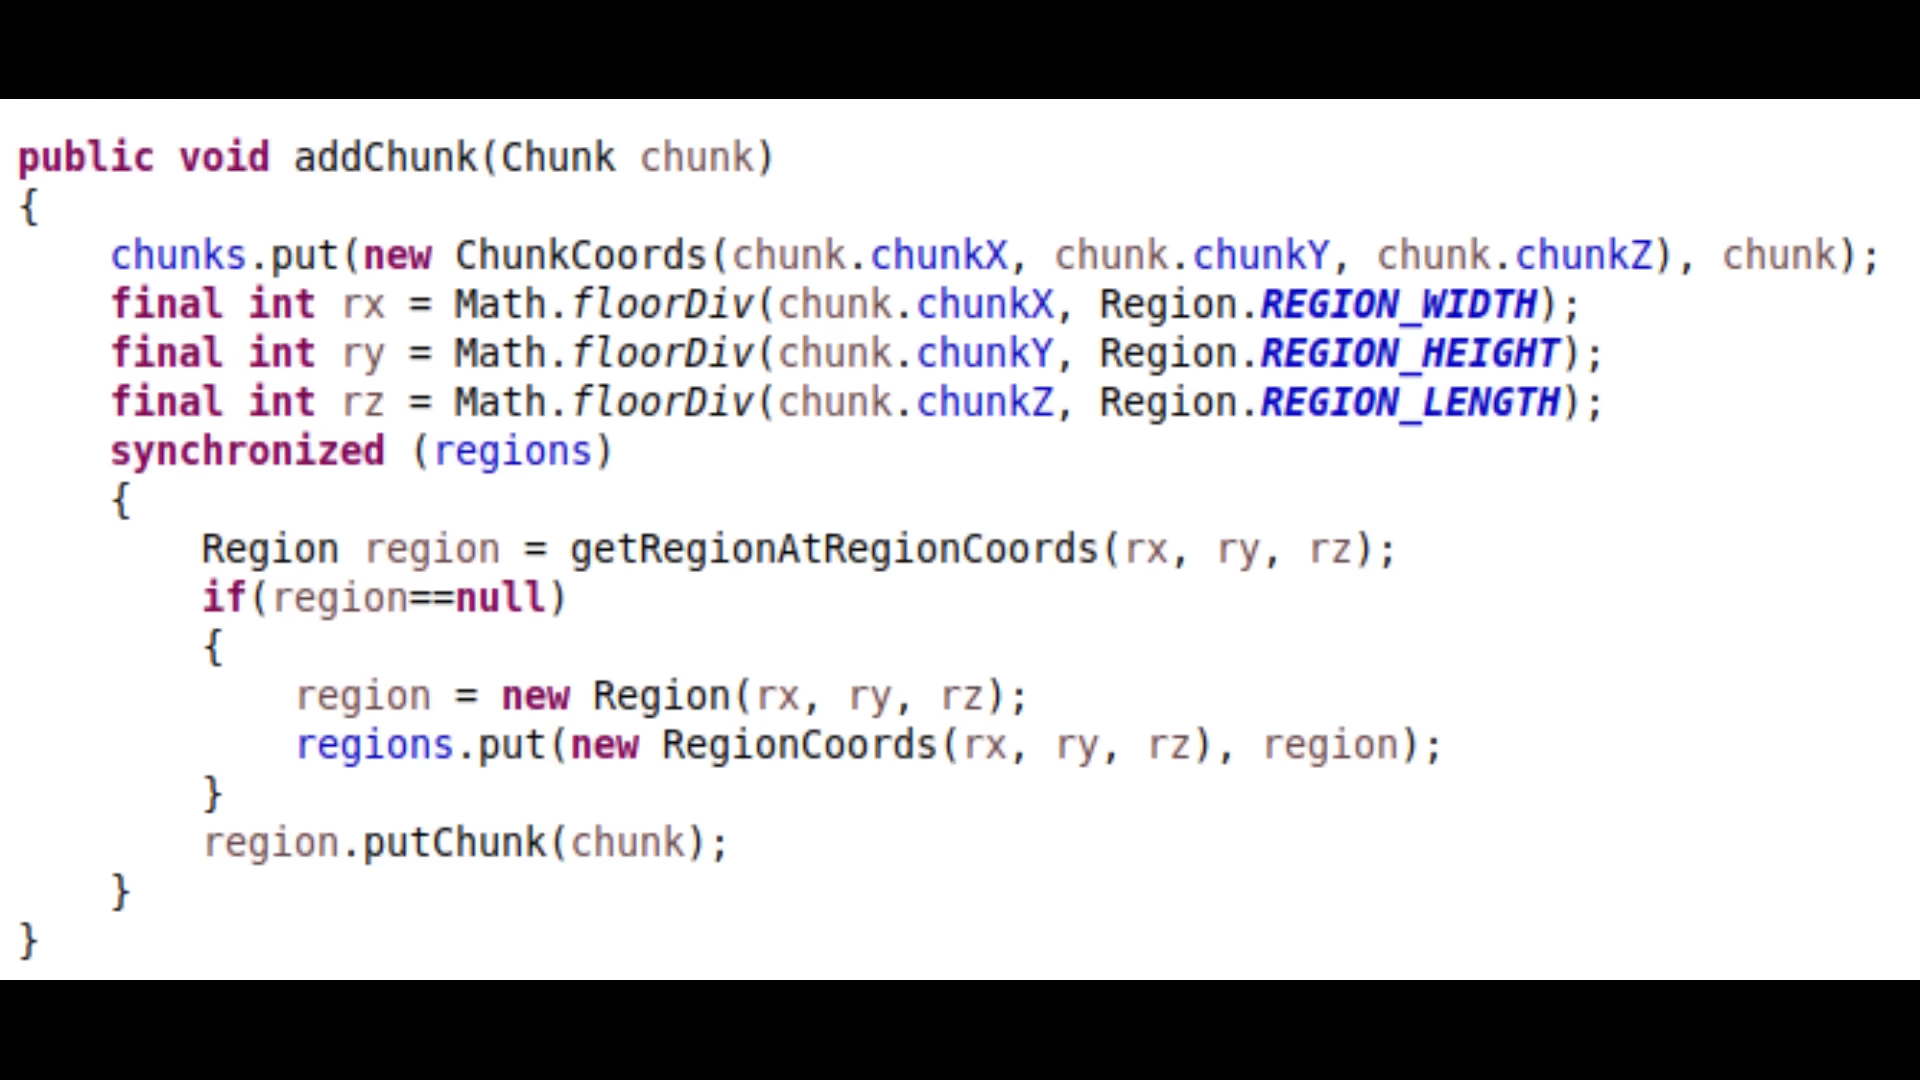 public void addChunk(Chunk chunk)
{
    chunks.put(new ChunkCoords(chunk.chunkX, chunk.chunkY, chunk.chunkZ), chunk);
    final int rx = Math.floorDiv(chunk.chunkX, Region.REGION_WIDTH);
    final int ry = Math.floorDiv(chunk.chunkY, Region.REGION_HEIGHT);
    final int rz = Math.floorDiv(chunk.chunkZ, Region.REGION_LENGTH);
    synchronized (regions)
    {
        Region region = getRegionAtRegionCoords(rx, ry, rz);
        if(region==null)
        {
            region = new Region(rx, ry, rz);
            regions.put(new RegionCoords(rx, ry, rz), region);
        }
        region.putChunk(chunk);
    }
}